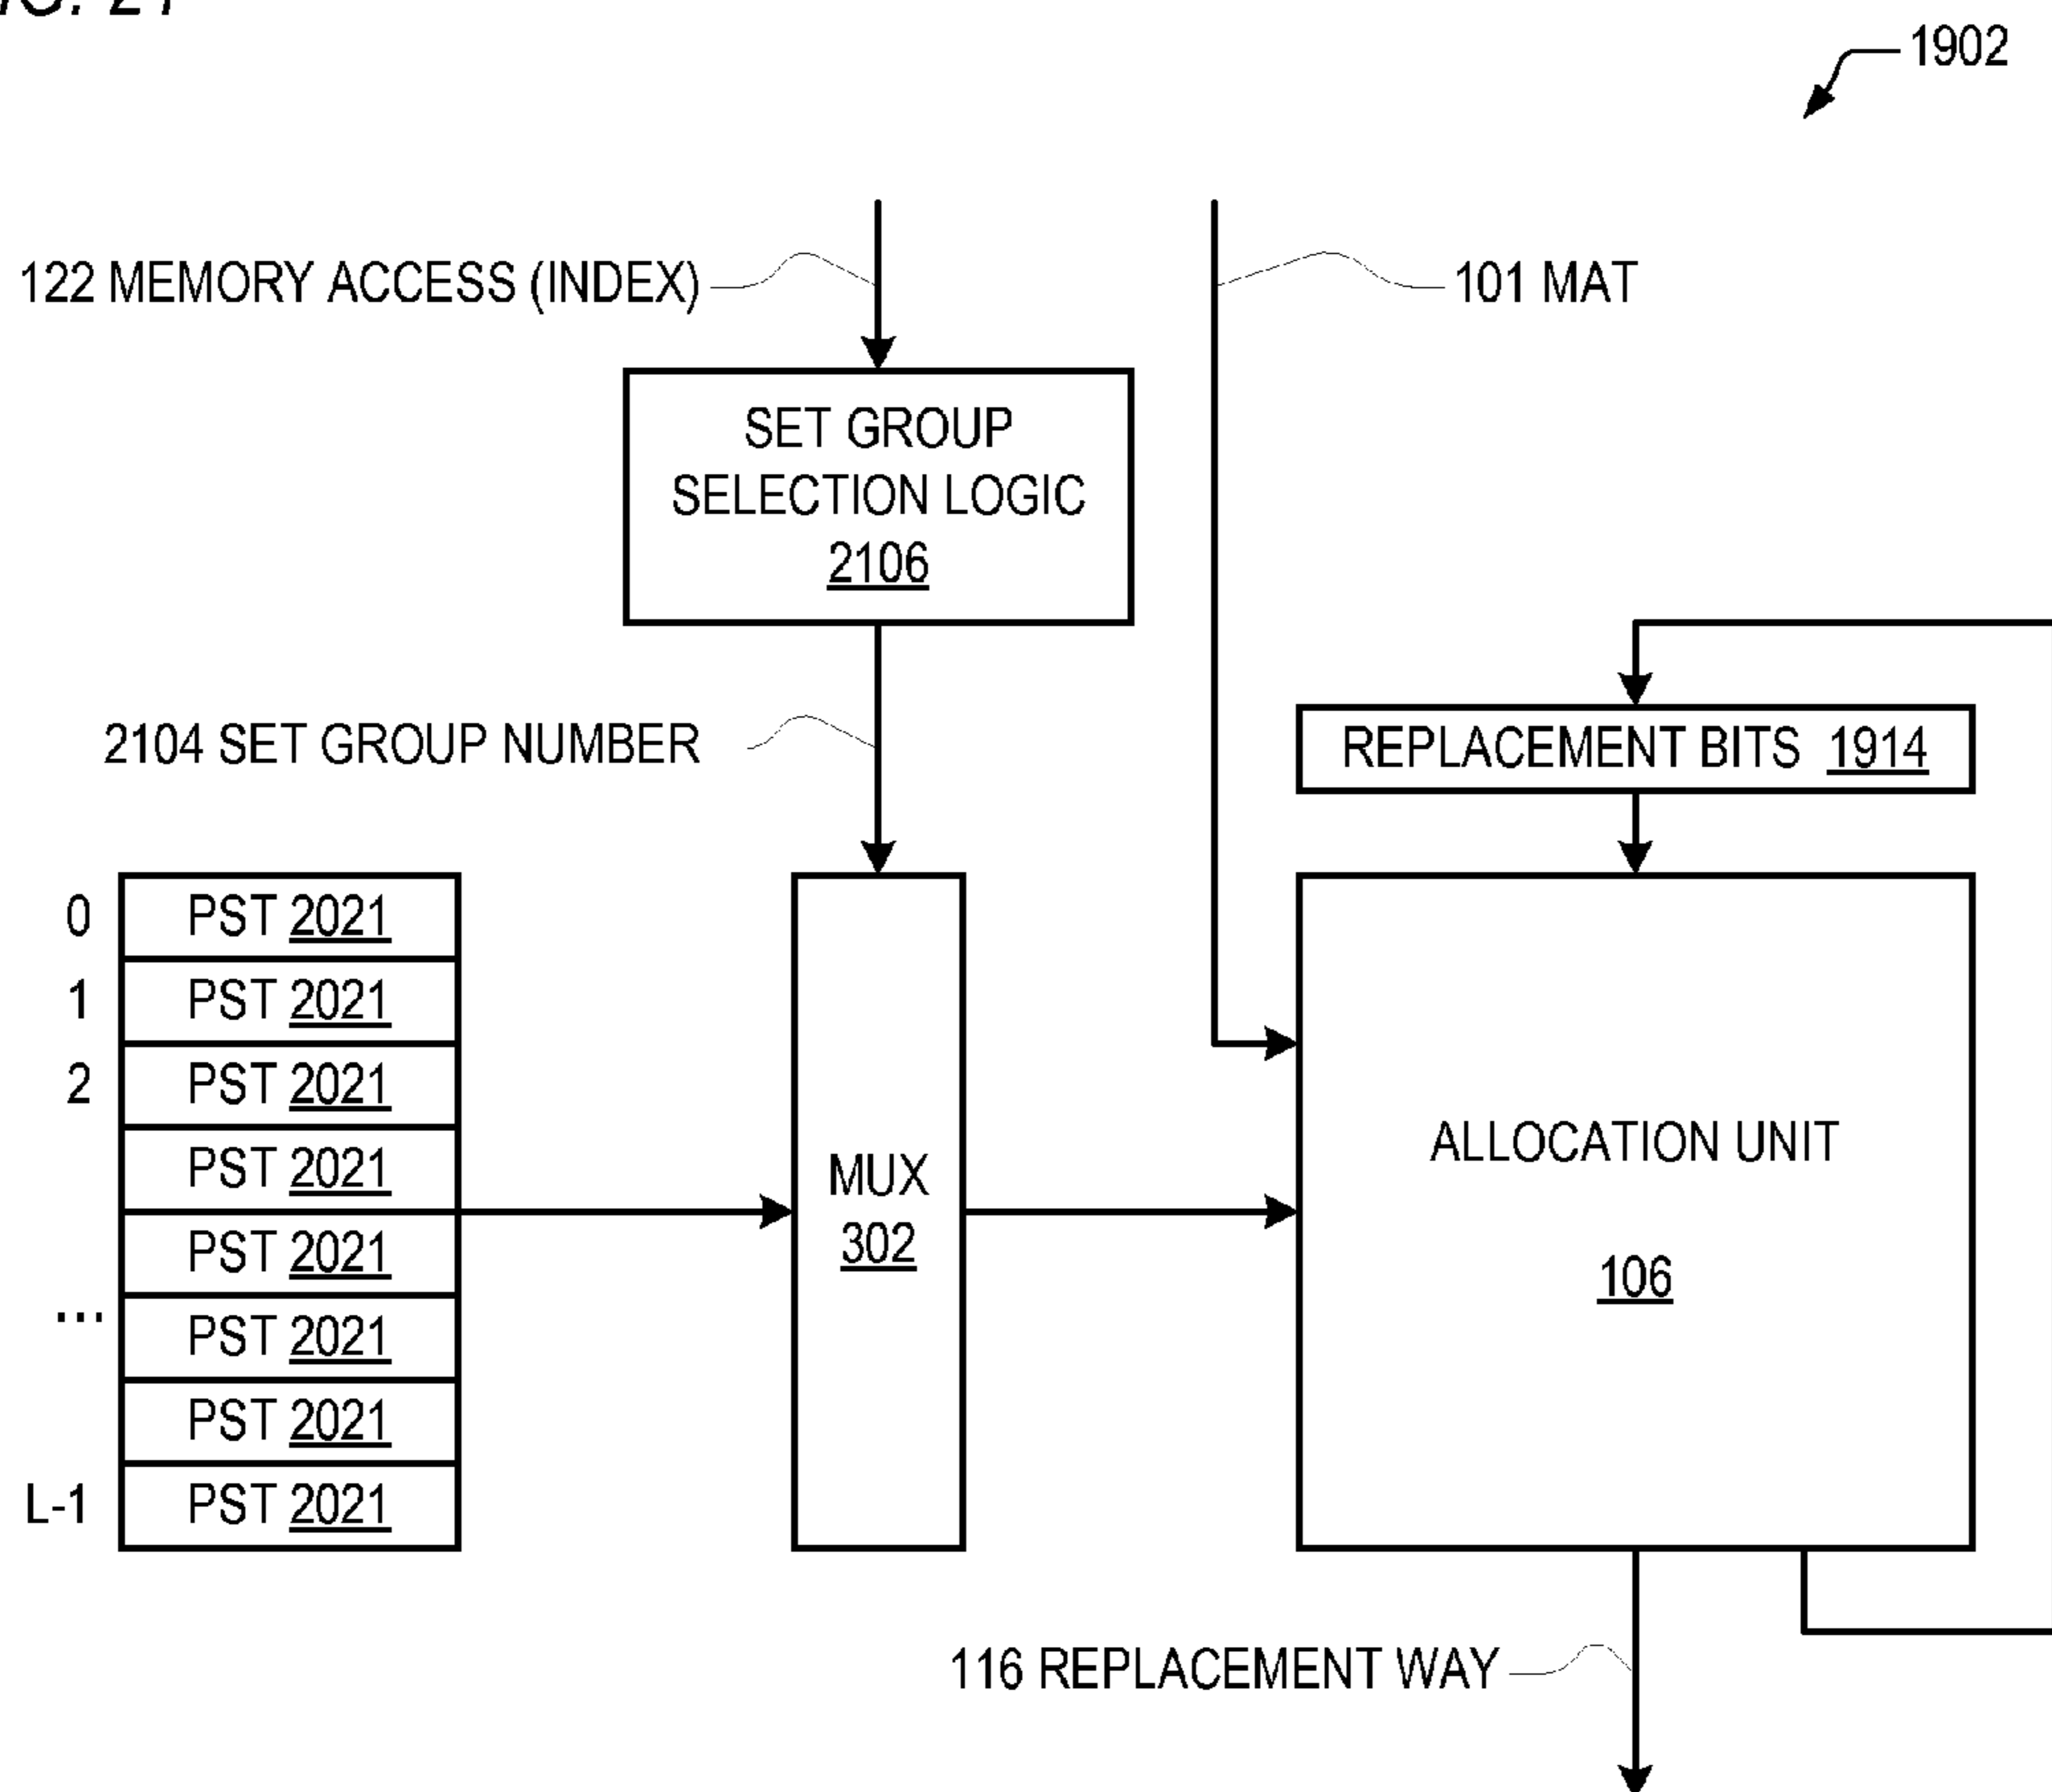 1902
122 MEMORY ACCESS (INDEX)
101 MAT
SET GROUP
SELECTION LOGIC
2106
2104 SET GROUP NUMBER
REPLACEMENT BITS 1914
0 PST 2021
1 PST 2021
2 PST 2021
PST 2021
PST 2021
... PST 2021
PST 2021
L-1 PST 2021
MUX
302
ALLOCATION UNIT
106
116 REPLACEMENT WAY